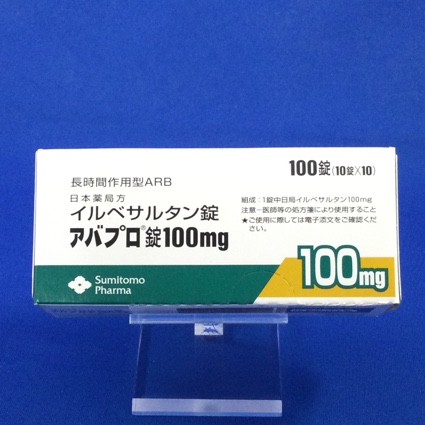 100錠(10錠×10)
長時間作用型ARB
日本薬局方
イルベサルタン錠
アバプロ®錠100mg
組成:1錠中日局イルベサルタン100mg
注意-医師等の処方箋により使用すること
★ご使用に際しては電子添文をご確認くだ
さい。
100mg
Sumitomo
Pharma